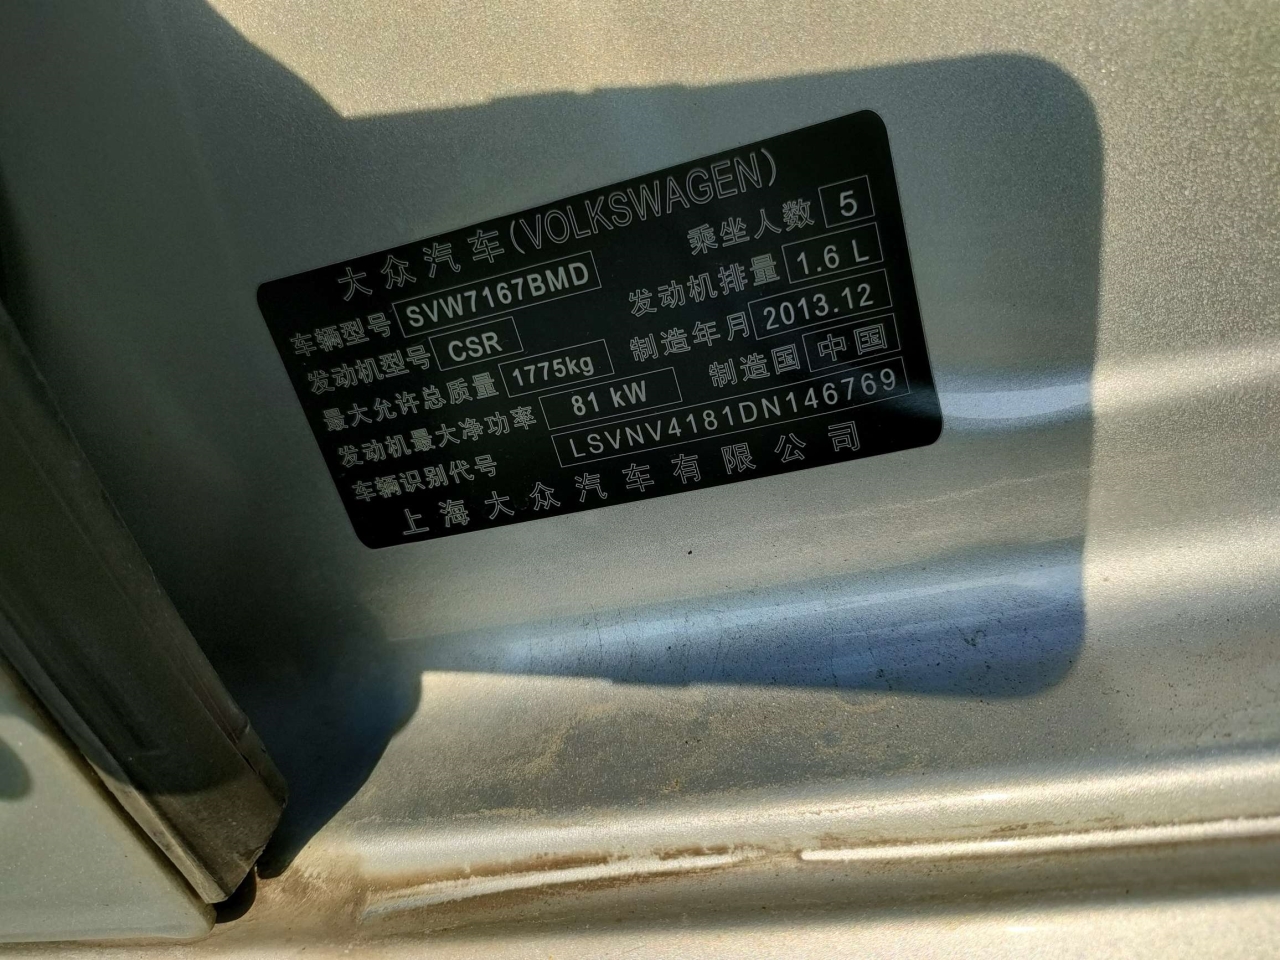 大众汽车(VOLKSWAGEN)
车辆型号 SVW7167BMD 乘坐人数 5
发动机型号 CSR 发动机排量 1.6 L
最大允许总质量 1775kg 制造年月 2013.12
发动机最大净功率 81 kW 制造国 中国
车辆识别代号 LSVNV4181DN146769
上海大众汽车有限公司